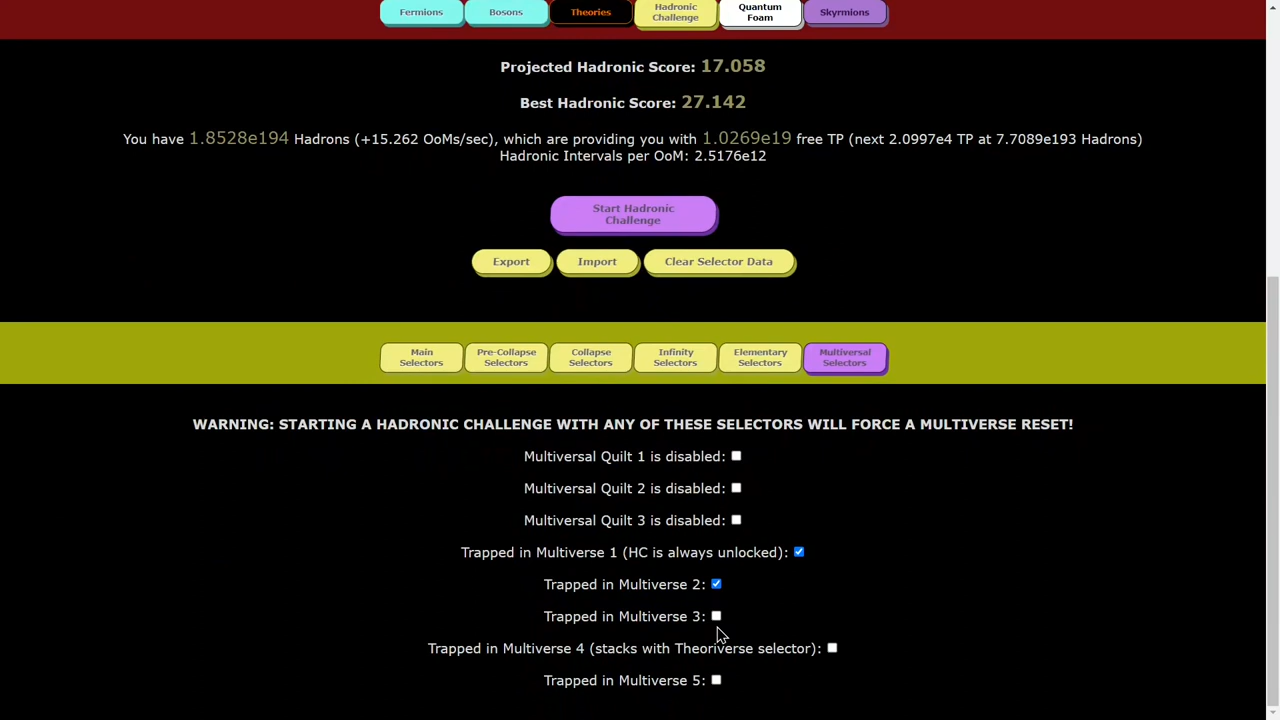 Fermions
Bosons
Theories
Hadronic
Challenge
Quantum
Foam
Skyrmions
Projected Hadronic Score: 17.058
Best Hadronic Score: 27.142
You have 1.8528e194 Hadrons (+15.262 OoMs/sec), which are providing you with 1.0269e19 free TP (next 2.0997e4 TP at 7.7089e193 Hadrons)
Hadronic Intervals per OoM: 2.5176e12
Start Hadronic
Challenge
Export
Import
Clear Selector Data
Main
Selectors
Pre-Collapse
Selectors
Collapse
Selectors
Infinity
Selectors
Elementary
Selectors
Multiversal
Selectors
WARNING: STARTING A HADRONIC CHALLENGE WITH ANY OF THESE SELECTORS WILL FORCE A MULTIVERSE RESET!
Multiversal Quilt 1 is disabled:
Multiversal Quilt 2 is disabled:
Multiversal Quilt 3 is disabled:
Trapped in Multiverse 1 (HC is always unlocked):
Trapped in Multiverse 2:
Trapped in Multiverse 3:
Trapped in Multiverse 4 (stacks with Theoriverse selector):
Trapped in Multiverse 5: